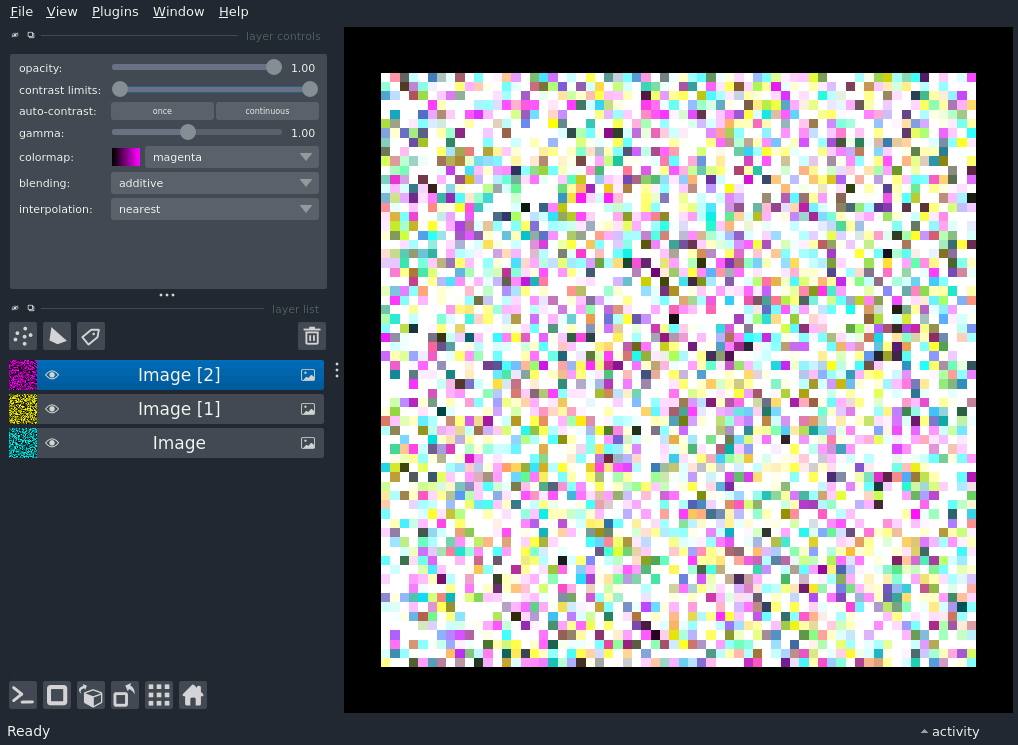 File View Plugins Window Help
layer controls
opacity: 1.00
contrast limits:
auto-contrast: once continuous
gamma: 1.00
colormap: magenta
blending: additive
interpolation: nearest
layer list
Image [2]
Image [1]
Image
Ready activity